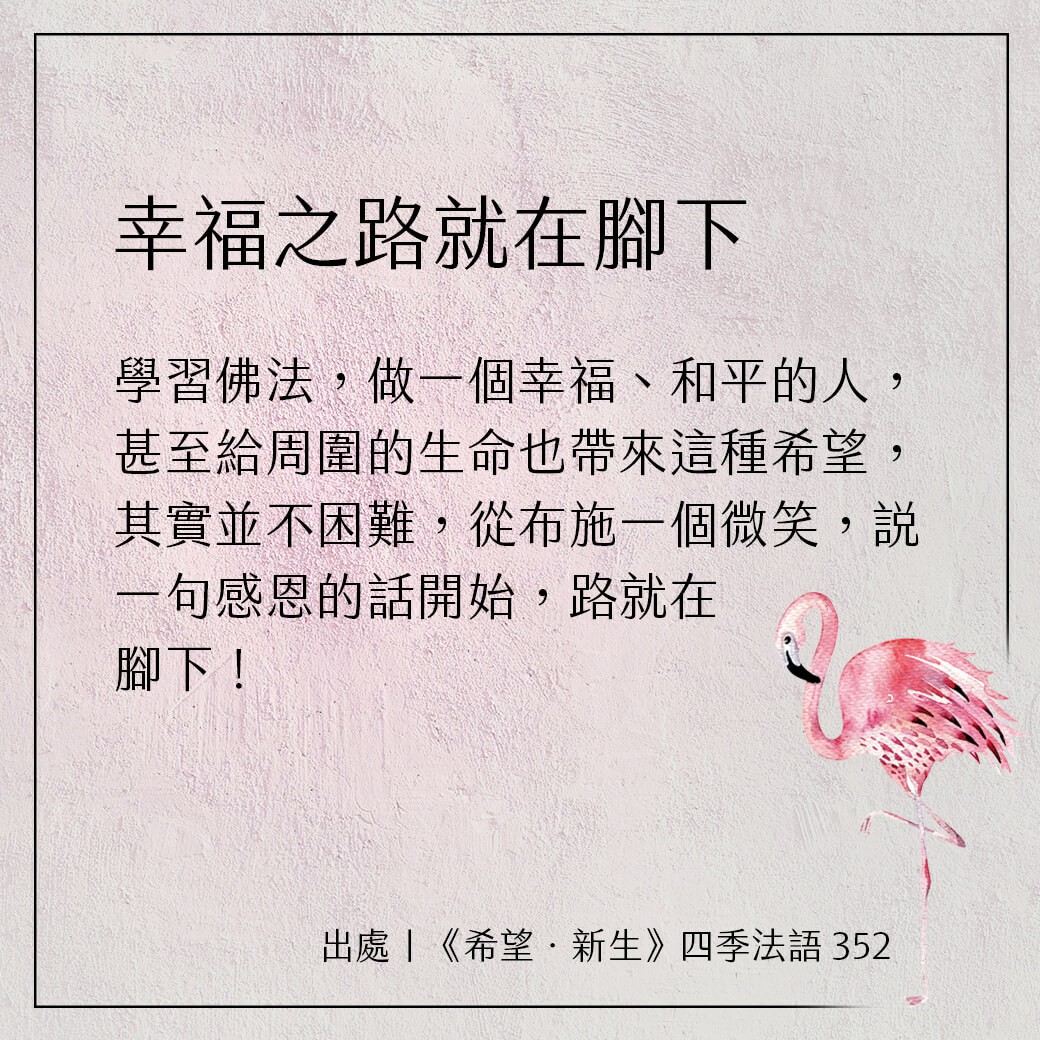 幸福之路就在腳下
學習佛法，做一個幸福、和平的人，
甚至給周圍的生命也帶來這種希望，
其實並不困難，從布施一個微笑，説
一句感恩的話開始，路就在
腳下！
出處｜《希望．新生》四季法語 352